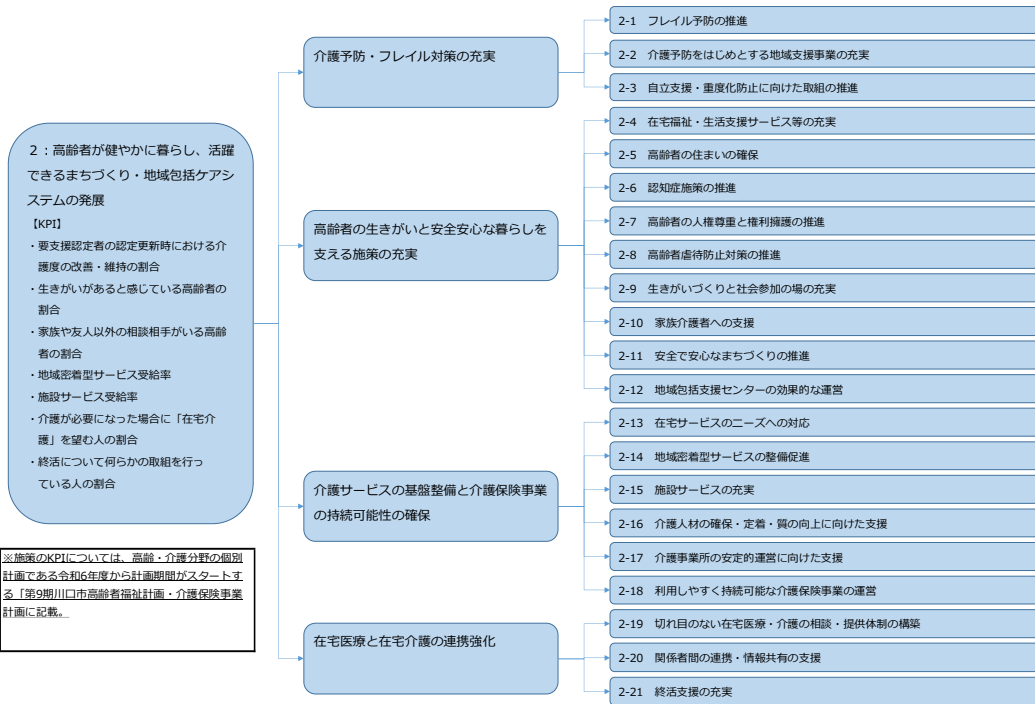 ２：高齢者が健やかに暮らし、活躍
できるまちづくり・地域包括ケアシ
ステムの発展
【KPI】
・要支援認定者の認定更新時における介
護度の改善・維持の割合
・生きがいがあると感じている高齢者の
割合
・家族や友人以外の相談相手がいる高齢
者の割合
・地域密着型サービス受給率
・施設サービス受給率
・介護が必要になった場合に「在宅介
護」を望む人の割合
・終活について何らかの取組を行っ
ている人の割合
※施策のKPIについては、高齢・介護分野の個別
計画である令和6年度から計画期間がスタートす
る「第9期川口市高齢者福祉計画・介護保険事業
計画に記載。
介護予防・フレイル対策の充実
2-1　フレイル予防の推進
2-2　介護予防をはじめとする地域支援事業の充実
2-3　自立支援・重度化防止に向けた取組の推進
高齢者の生きがいと安全安心な暮らしを
支える施策の充実
2-4　在宅福祉・生活支援サービス等の充実
2-5　高齢者の住まいの確保
2-6　認知症施策の推進
2-7　高齢者の人権尊重と権利擁護の推進
2-8　高齢者虐待防止対策の推進
2-9　生きがいづくりと社会参加の場の充実
2-10　家族介護者への支援
2-11　安全で安心なまちづくりの推進
2-12　地域包括支援センターの効果的な運営
介護サービスの基盤整備と介護保険事業
の持続可能性の確保
2-13　在宅サービスのニーズへの対応
2-14　地域密着型サービスの整備促進
2-15　施設サービスの充実
2-16　介護人材の確保・定着・質の向上に向けた支援
2-17　介護事業所の安定的運営に向けた支援
2-18　利用しやすく持続可能な介護保険事業の運営
在宅医療と在宅介護の連携強化
2-19　切れ目のない在宅医療・介護の相談・提供体制の構築
2-20　関係者間の連携・情報共有の支援
2-21　終活支援の充実